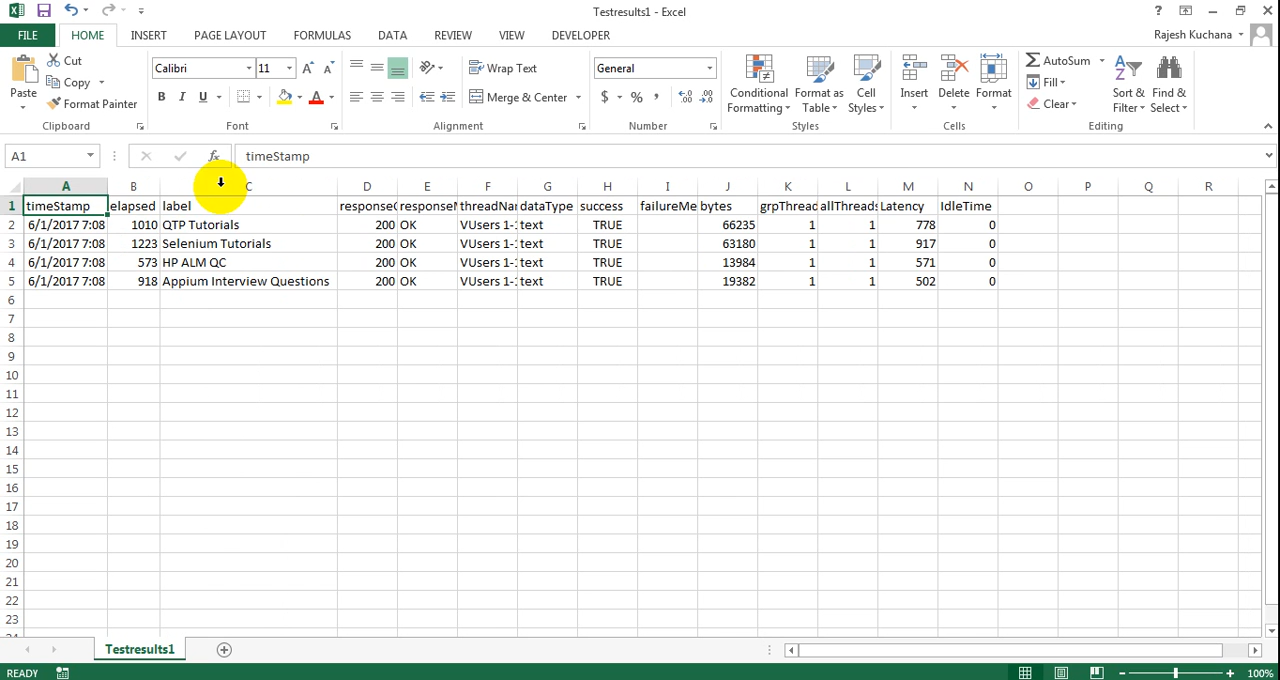 Testresults1 - Excel
?
FILE HOME INSERT PAGE LAYOUT FORMULAS DATA REVIEW VIEW DEVELOPER Rajesh Kuchana
Paste
Cut
Copy
Format Painter
Clipboard
Calibri 11
B I U
Font
Wrap Text
Merge & Center
Alignment
General
$ % ,
Number
Conditional Formatting
Format as Table
Cell Styles
Styles
Insert Delete Format
Cells
AutoSum
Fill
Clear
Sort & Filter
Find & Select
Editing
A1 fx timeStamp
A B C D E F G H I J K L M N O P Q R
1 timeStamp elapsed label response responseM threadNa dataType success failureMe bytes grpThread allThreads Latency IdleTime
2 6/1/2017 7:08 1010 QTP Tutorials 200 OK VUsers 1- text TRUE 66235 1 1 778 0
3 6/1/2017 7:08 1223 Selenium Tutorials 200 OK VUsers 1- text TRUE 63180 1 1 917 0
4 6/1/2017 7:08 573 HP ALM QC 200 OK VUsers 1- text TRUE 13984 1 1 571 0
5 6/1/2017 7:08 918 Appium Interview Questions 200 OK VUsers 1- text TRUE 19382 1 1 502 0
6
7
8
9
10
11
12
13
14
15
16
17
18
19
20
21
22
23
Testresults1
READY 100%